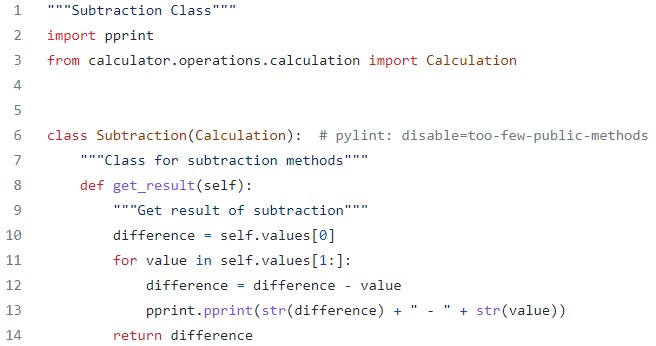 1 """Subtraction Class"""
2 import pprint
3 from calculator.operations.calculation import Calculation
4
5
6 class Subtraction(Calculation):  # pylint: disable=too-few-public-methods
7     """Class for subtraction methods"""
8     def get_result(self):
9         """Get result of subtraction"""
10         difference = self.values[0]
11         for value in self.values[1:]:
12             difference = difference - value
13             pprint.pprint(str(difference) + " - " + str(value))
14         return difference